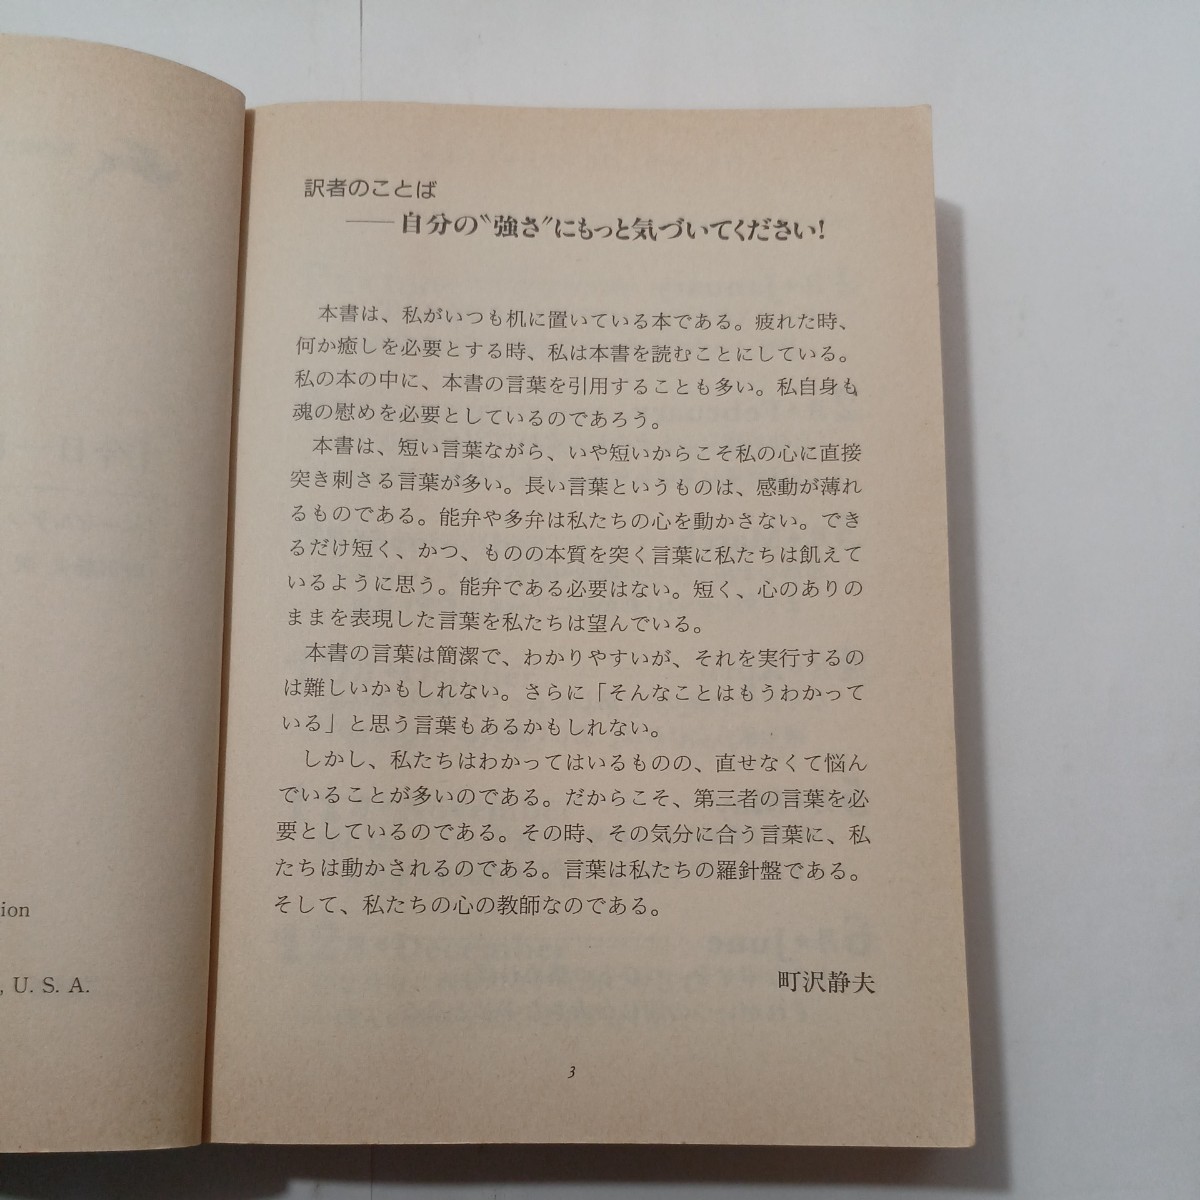 訳者のことば
──自分の〝強さ〟にもっと気づいてください!
本書は、私がいつも机に置いている本である。疲れた時、
何か癒しを必要とする時、私は本書を読むことにしている。
私の本の中に、本書の言葉を引用することも多い。私自身も
魂の慰めを必要としているのであろう。
本書は、短い言葉ながら、いや短いからこそ私の心に直接
突き刺さる言葉が多い。長い言葉というものは、感動が薄れ
るものである。能弁や多弁は私たちの心を動かさない。でき
るだけ短く、かつ、ものの本質を突く言葉に私たちは飢えて
いるように思う。能弁である必要はない。短く、心のありの
ままを表現した言葉を私たちは望んでいる。
本書の言葉は簡潔で、わかりやすいが、それを実行するの
は難しいかもしれない。さらに「そんなことはもうわかって
いる」と思う言葉もあるかもしれない。
しかし、私たちはわかってはいるものの、直せなくて悩ん
でいることが多いのである。だからこそ、第三者の言葉を必
要としているのである。その時、その気分に合う言葉に、私
たちは動かされるのである。言葉は私たちの羅針盤である。
そして、私たちの心の教師なのである。
町沢静夫
3
ion
, U. S. A.